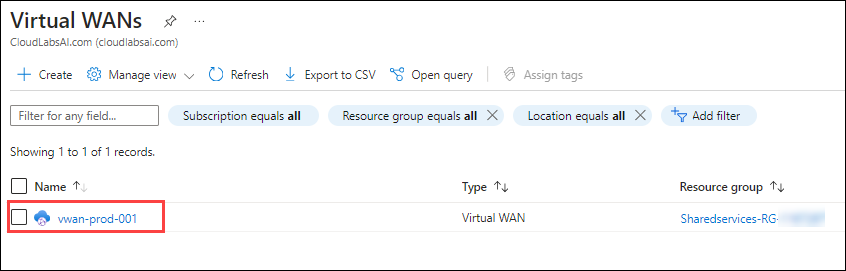 Virtual WANs
CloudLabsAI.com (cloudlabsai.com)
Create Manage view Refresh Export to CSV Open query Assign tags
Filter for any field... Subscription equals all Resource group equals all Location equals all Add filter
Showing 1 to 1 of 1 records.
Name Type Resource group
vwan-prod-001 Virtual WAN Sharedservices-RG-